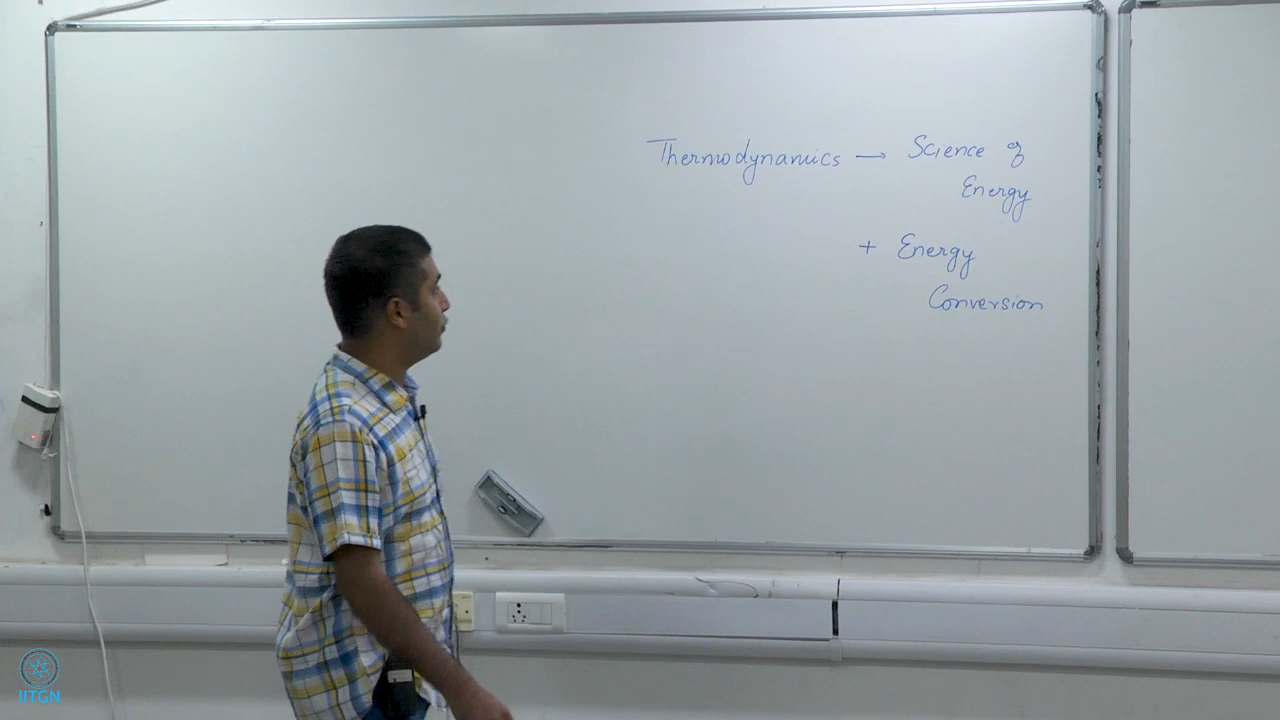 Thermodynamics → Science of
Energy
+ Energy
Conversion
IITGN